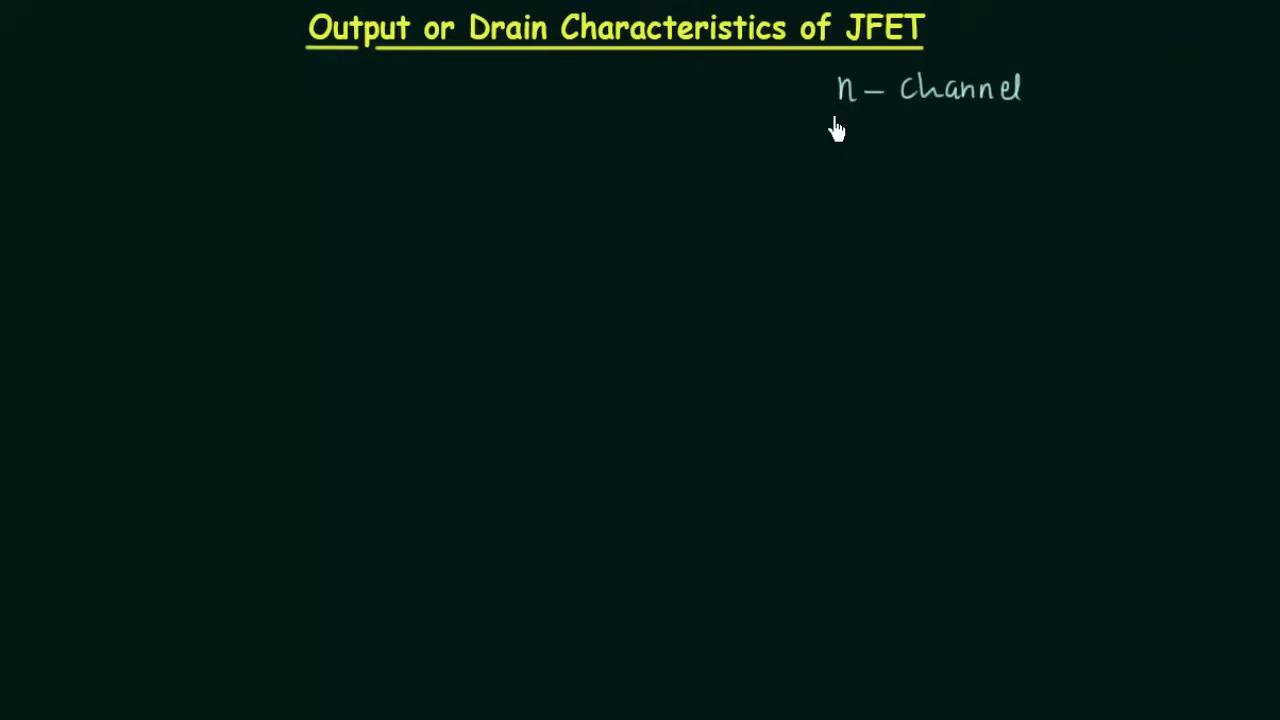 Output or Drain Characteristics of JFET
n - channel